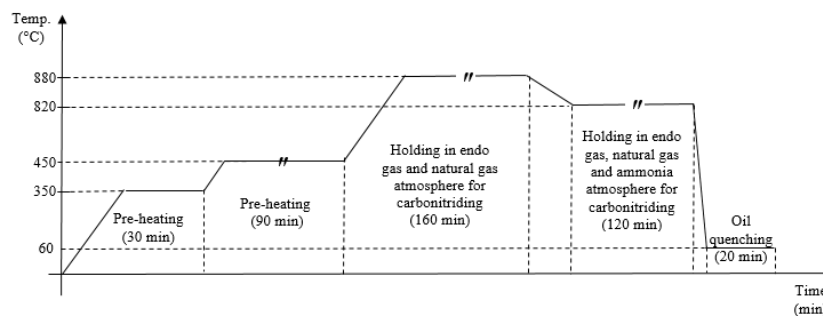 Temp.
(°C)
880
820
450
350
60
Pre-heating
(30 min)
Pre-heating
(90 min)
Holding in endo
gas and natural gas
atmosphere for
carbonitriding
(160 min)
Holding in endo
gas, natural gas
and ammonia
atmosphere for
carbonitriding
(120 min)
Oil
quenching
(20 min)
Time
(min)